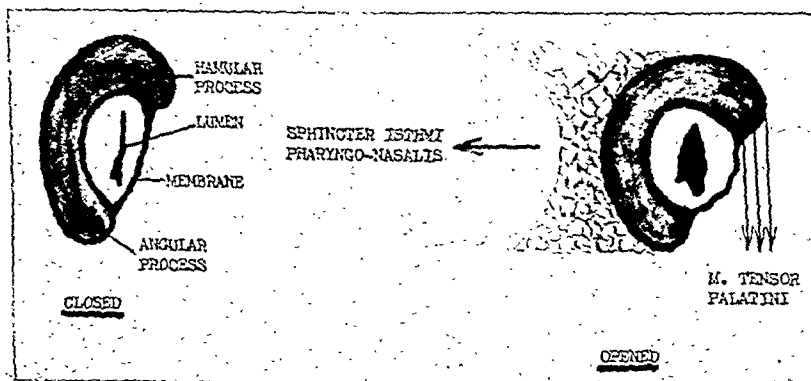 HAMULAR
PROCESS
LUMEN
MEMBRANE
ANGULAR
PROCESS
CLOSED
SPHINCTER ISTHMI
PHARYNGO-NASALIS
M. TENSOR
PALATINI
OPENED